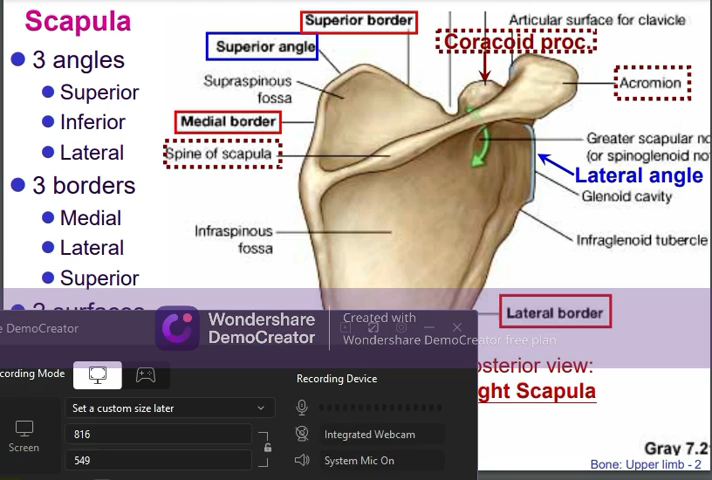 Scapula
3 angles
Superior
Inferior
Lateral
3 borders
Medial
Lateral
Superior
Superior border
Superior angle
Supraspinous
fossa
Medial border
Spine of scapula
Infraspinous
fossa
Articular surface for clavicle
Coracoid proc.
Acromion
Greater scapular no
(or spinoglenoid no
Lateral angle
Glenoid cavity
Infraglenoid tubercle
Lateral border
osterior view:
ght Scapula
Gray 7.2
Bone: Upper limb - 2
Wondershare
DemoCreator
Created with
Wondershare DemoCreator free plan
e DemoCreator
cording Mode
Recording Device
Set a custom size later
Screen
816
549
Integrated Webcam
System Mic On